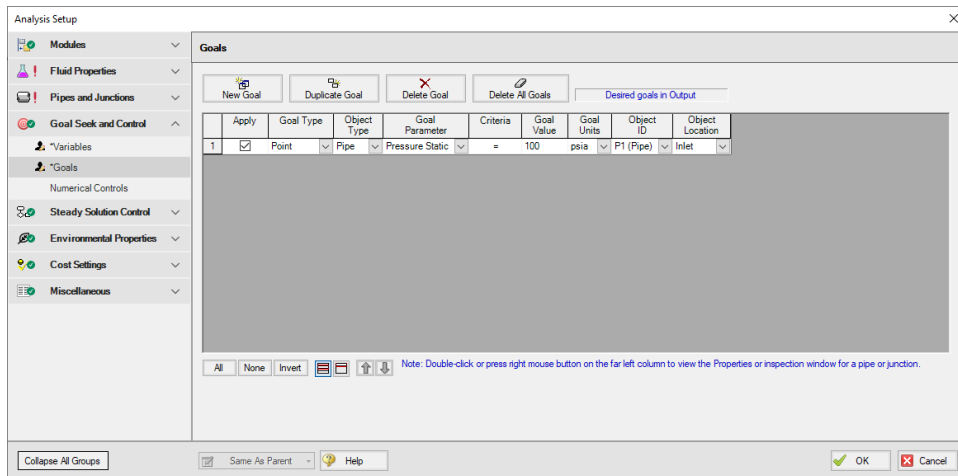 Analysis Setup
Modules
Fluid Properties
Pipes and Junctions
Goal Seek and Control
*Variables
*Goals
Numerical Controls
Steady Solution Control
Environmental Properties
Cost Settings
Miscellaneous
Collapse All Groups
Goals
New Goal Duplicate Goal Delete Goal Delete All Goals Desired goals in Output
Apply Goal Type Object Type Goal Parameter Criteria Goal Value Goal Units Object ID Object Location
1 Point Pipe Pressure Static = 100 psia P1 (Pipe) Inlet
All None Invert Note: Double-click or press right mouse button on the far left column to view the Properties or inspection window for a pipe or junction.
Same As Parent Help OK Cancel